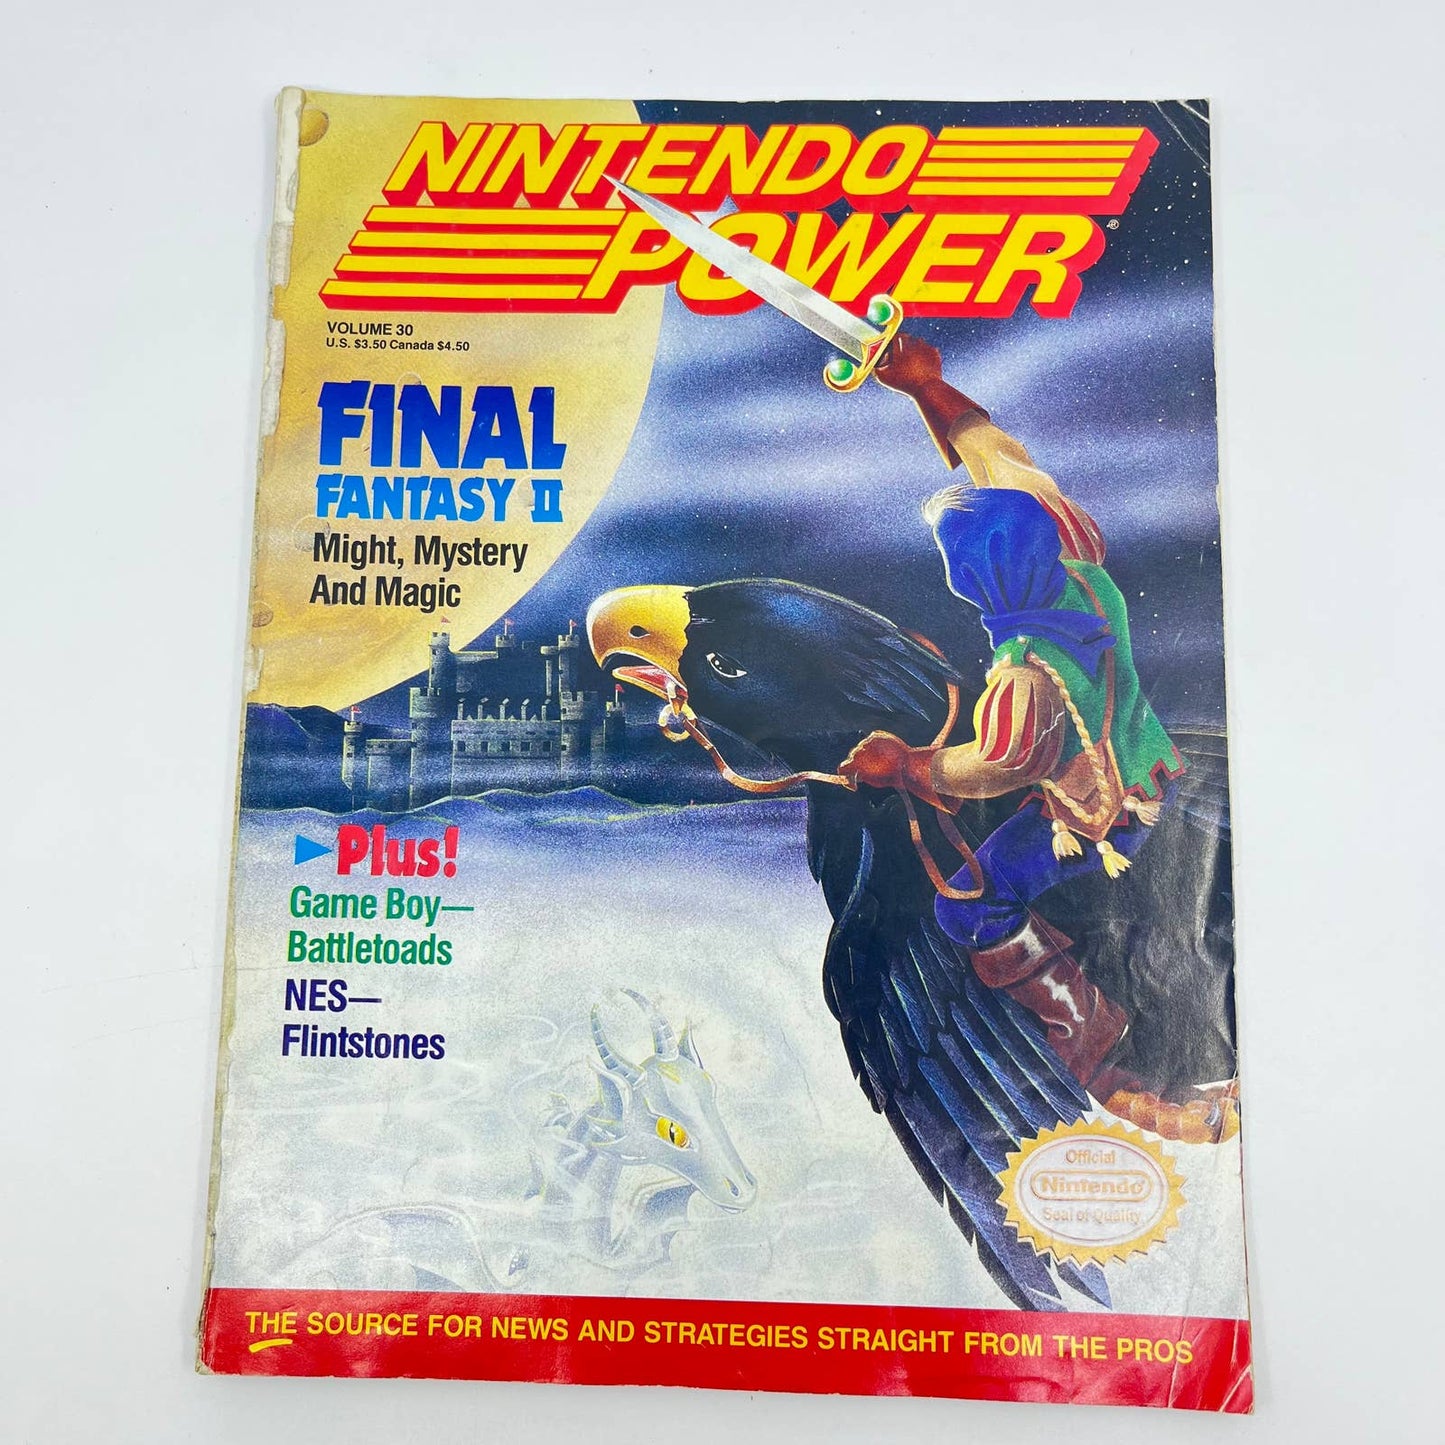 NINTENDO
POWER®
VOLUME 30
U.S. $3.50 Canada $4.50
FINAL
FANTASY II
Might, Mystery
And Magic
Plus!
Game Boy—
Battletoads
NES—
Flintstones
Official
Nintendo®
Seal of Quality
THE SOURCE FOR NEWS AND STRATEGIES STRAIGHT FROM THE PROS